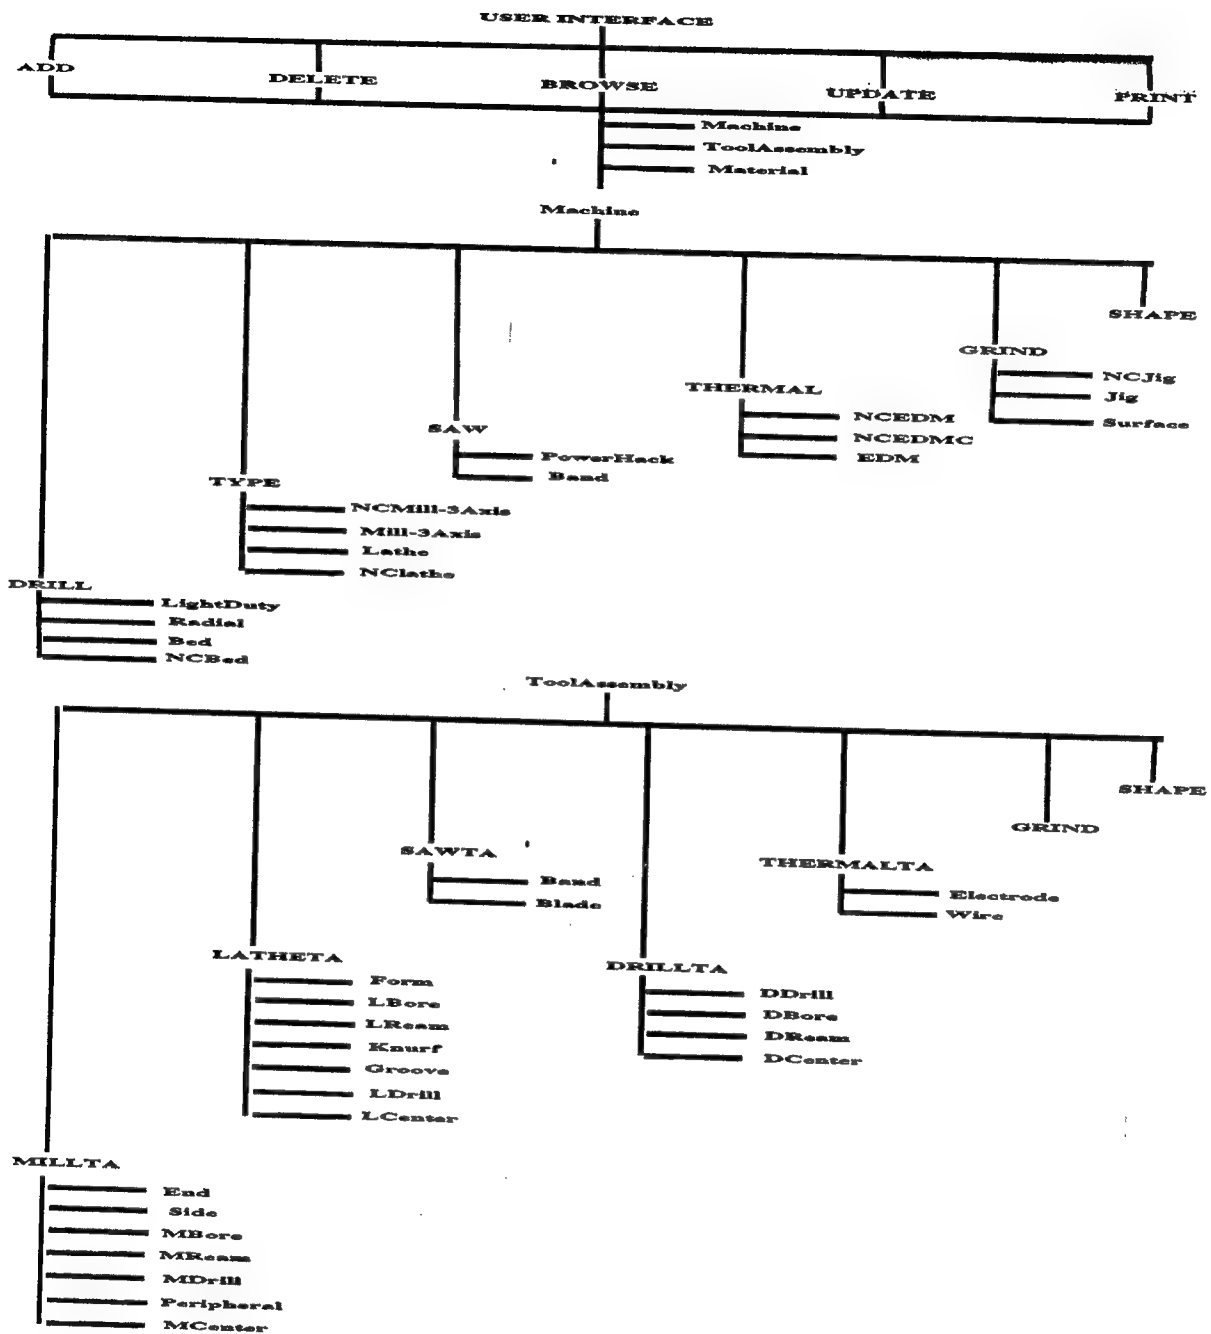 USER INTERFACE
ADD
DELETE
BROWSE
UPDATE
PRINT
Machine
ToolAssembly
Material
Machine
SHAPE
GRIND
NCJig
Jig
Surface
THERMAL
NCEDM
NCEDMC
EDM
SAW
PowerHack
Band
TYPE
NCMill-3Axis
Mill-3Axis
Lathe
NClathe
DRILL
LightDuty
Radial
Bed
NCBed
ToolAssembly
SHAPE
GRIND
SAWTA
Band
Blade
THERMALTA
Electrode
Wire
LATHETA
Form
LBore
LReam
Knurf
Groove
LDrill
LCenter
DRILLTA
DDrill
DBore
DReam
DCenter
MILLTA
End
Side
MBore
MReam
MDrill
Peripheral
MCenter